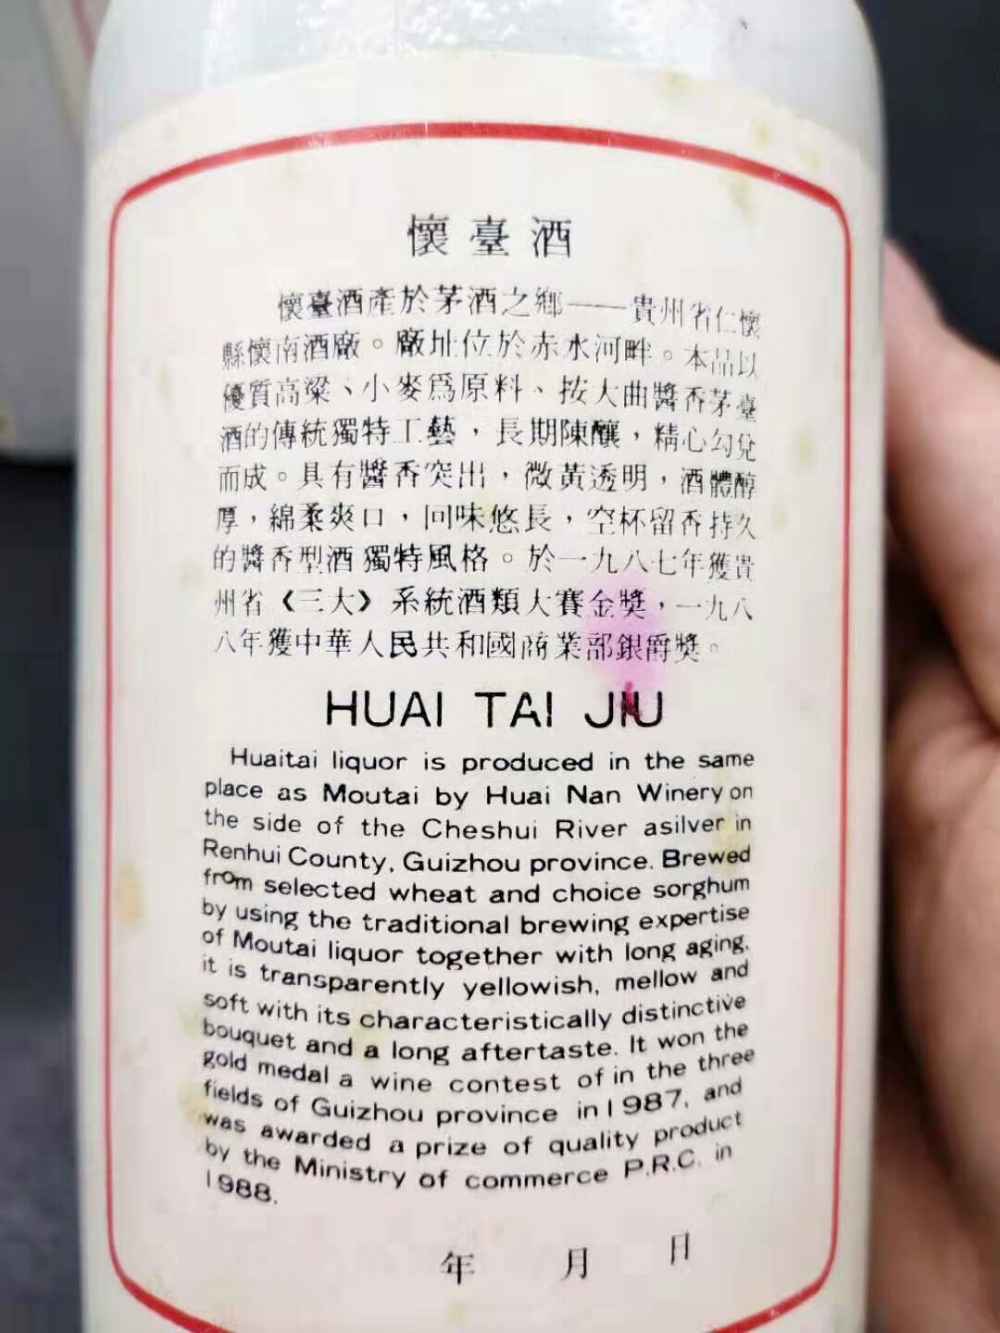 懷臺酒
懷臺酒產於茅酒之鄉——貴州省仁懷
縣懷南酒廠。廠址位於赤水河畔。本品以
優質高粱、小麥爲原料、按大曲醬香茅臺
酒的傳統獨特工藝，長期陳釀，精心勾兌
而成。具有醬香突出，微黃透明，酒體醇
厚，綿柔爽口，回味悠長，空杯留香持久
的醬香型酒獨特風格。於一九八七年獲貴
州省《三大》系統酒類大賽金獎，一九八
八年獲中華人民共和國商業部銀爵獎。
HUAI TAI JIU
Huaitai liquor is produced in the same
place as Moutai by Huai Nan Winery on
the side of the Cheshui River asilver in
Renhui County, Guizhou province. Brewed
from selected wheat and choice sorghum
by using the traditional brewing expertise
of Moutai liquor together with long aging,
it is transparently yellowish, mellow and
soft with its characteristically distinctive
bouquet and a long aftertaste. It won the
gold medal a wine contest of in the three
fields of Guizhou province in 1987, and
was awarded a prize of quality product
by the Ministry of commerce P.R.C. in
1988.
年 月 日